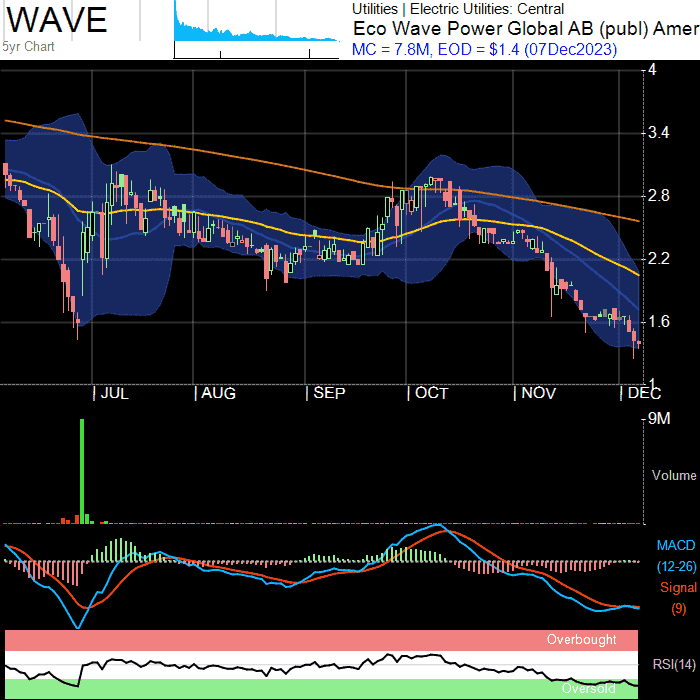 WAVE
5yr Chart
Utilities | Electric Utilities: Central
Eco Wave Power Global AB (publ) Amer
MC = 7.8M, EOD = $1.4 (07Dec2023)
4
3.4
2.8
2.2
1.6
1
JUL
AUG
SEP
OCT
NOV
DEC
9M
Volume
MACD
(12-26)
Signal
(9)
Overbought
RSI(14)
Oversold